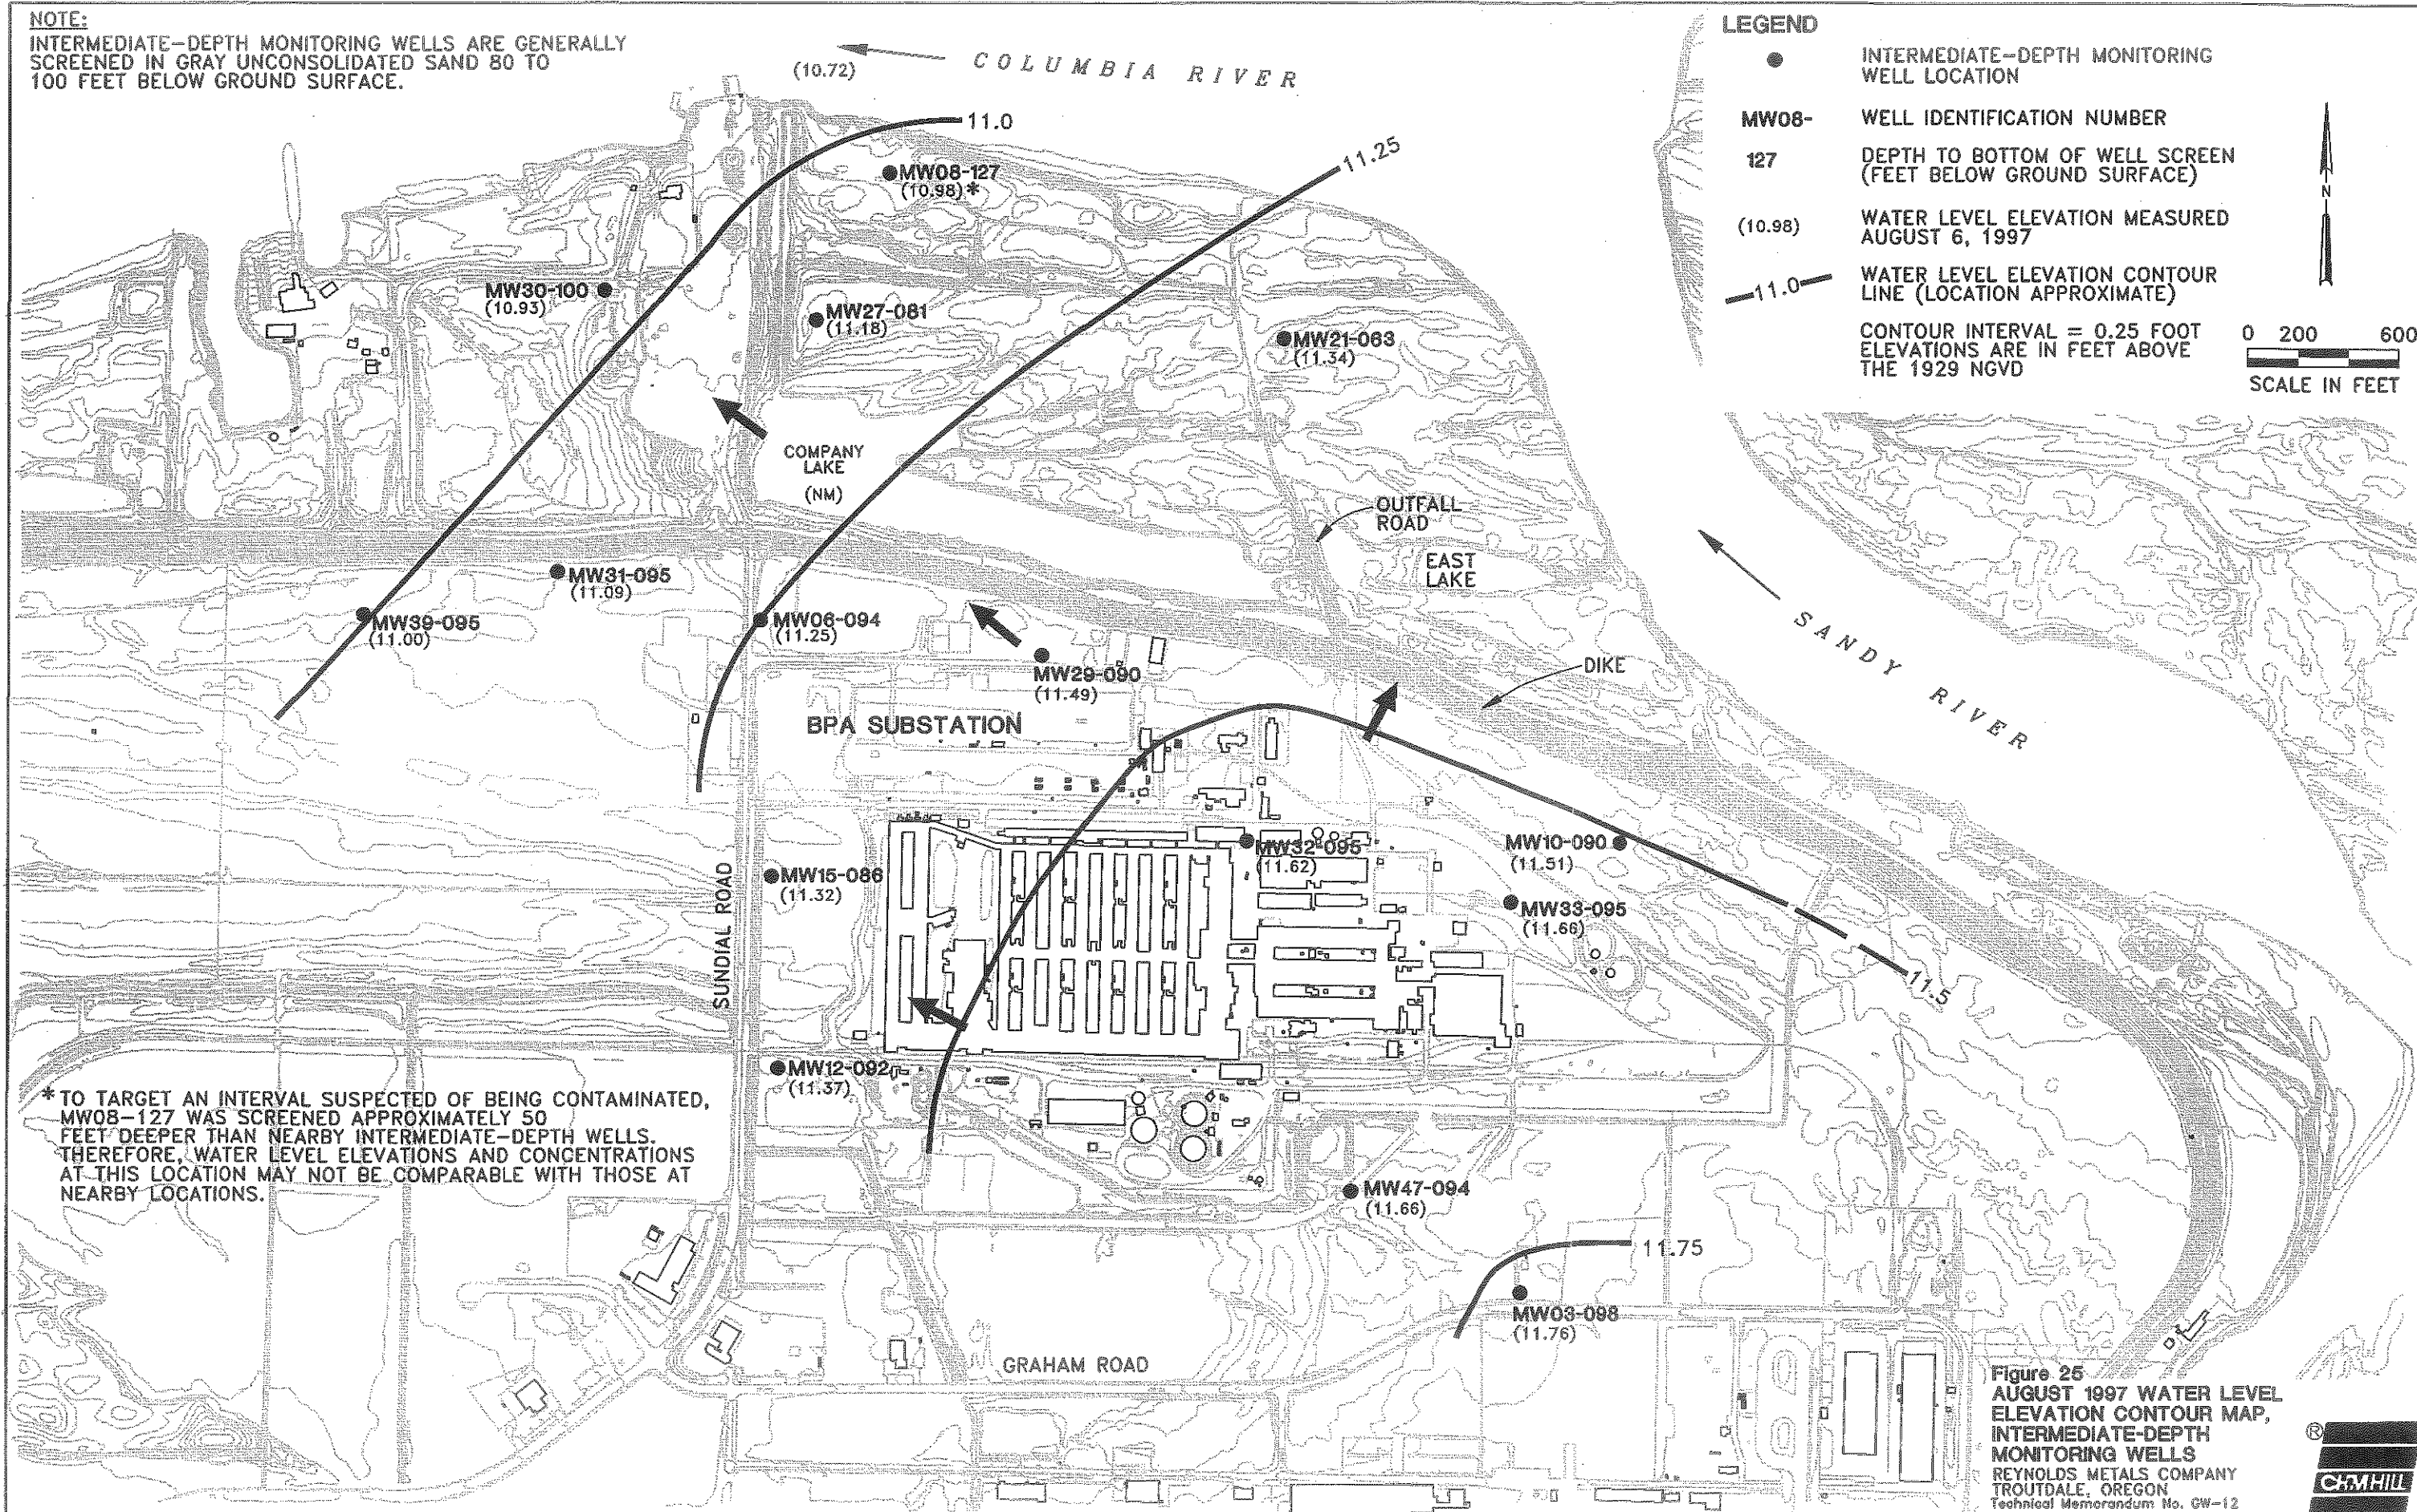 NOTE:
INTERMEDIATE-DEPTH MONITORING WELLS ARE GENERALLY
SCREENED IN GRAY UNCONSOLIDATED SAND 80 TO
100 FEET BELOW GROUND SURFACE.
(10.72)
COLUMBIA RIVER
11.0
11.25
MW08-127
(10.98)*
MW30-100
(10.93)
MW27-081
(11.18)
MW21-063
(11.34)
COMPANY
LAKE
(NM)
OUTFALL
ROAD
EAST
LAKE
MW31-095
(11.09)
MW39-095
(11.00)
MW06-094
(11.25)
MW29-090
(11.49)
DIKE
SANDY RIVER
BPA SUBSTATION
SUNDIAL ROAD
MW15-086
(11.32)
MW32-095
(11.62)
MW10-090
(11.51)
MW33-095
(11.66)
11.5
MW12-092
(11.37)
* TO TARGET AN INTERVAL SUSPECTED OF BEING CONTAMINATED,
MW08-127 WAS SCREENED APPROXIMATELY 50
FEET DEEPER THAN NEARBY INTERMEDIATE-DEPTH WELLS.
THEREFORE, WATER LEVEL ELEVATIONS AND CONCENTRATIONS
AT THIS LOCATION MAY NOT BE COMPARABLE WITH THOSE AT
NEARBY LOCATIONS.
MW47-094
(11.66)
11.75
MW03-098
(11.76)
GRAHAM ROAD
LEGEND
INTERMEDIATE-DEPTH MONITORING
WELL LOCATION
MW08- WELL IDENTIFICATION NUMBER
127 DEPTH TO BOTTOM OF WELL SCREEN
(FEET BELOW GROUND SURFACE)
(10.98) WATER LEVEL ELEVATION MEASURED
AUGUST 6, 1997
11.0 WATER LEVEL ELEVATION CONTOUR
LINE (LOCATION APPROXIMATE)
CONTOUR INTERVAL = 0.25 FOOT
ELEVATIONS ARE IN FEET ABOVE
THE 1929 NGVD
N
0 200 600
SCALE IN FEET
Figure 25
AUGUST 1997 WATER LEVEL
ELEVATION CONTOUR MAP,
INTERMEDIATE-DEPTH
MONITORING WELLS
REYNOLDS METALS COMPANY
TROUTDALE, OREGON
Technical Memorandum No. GW-12
®
CH2MHILL